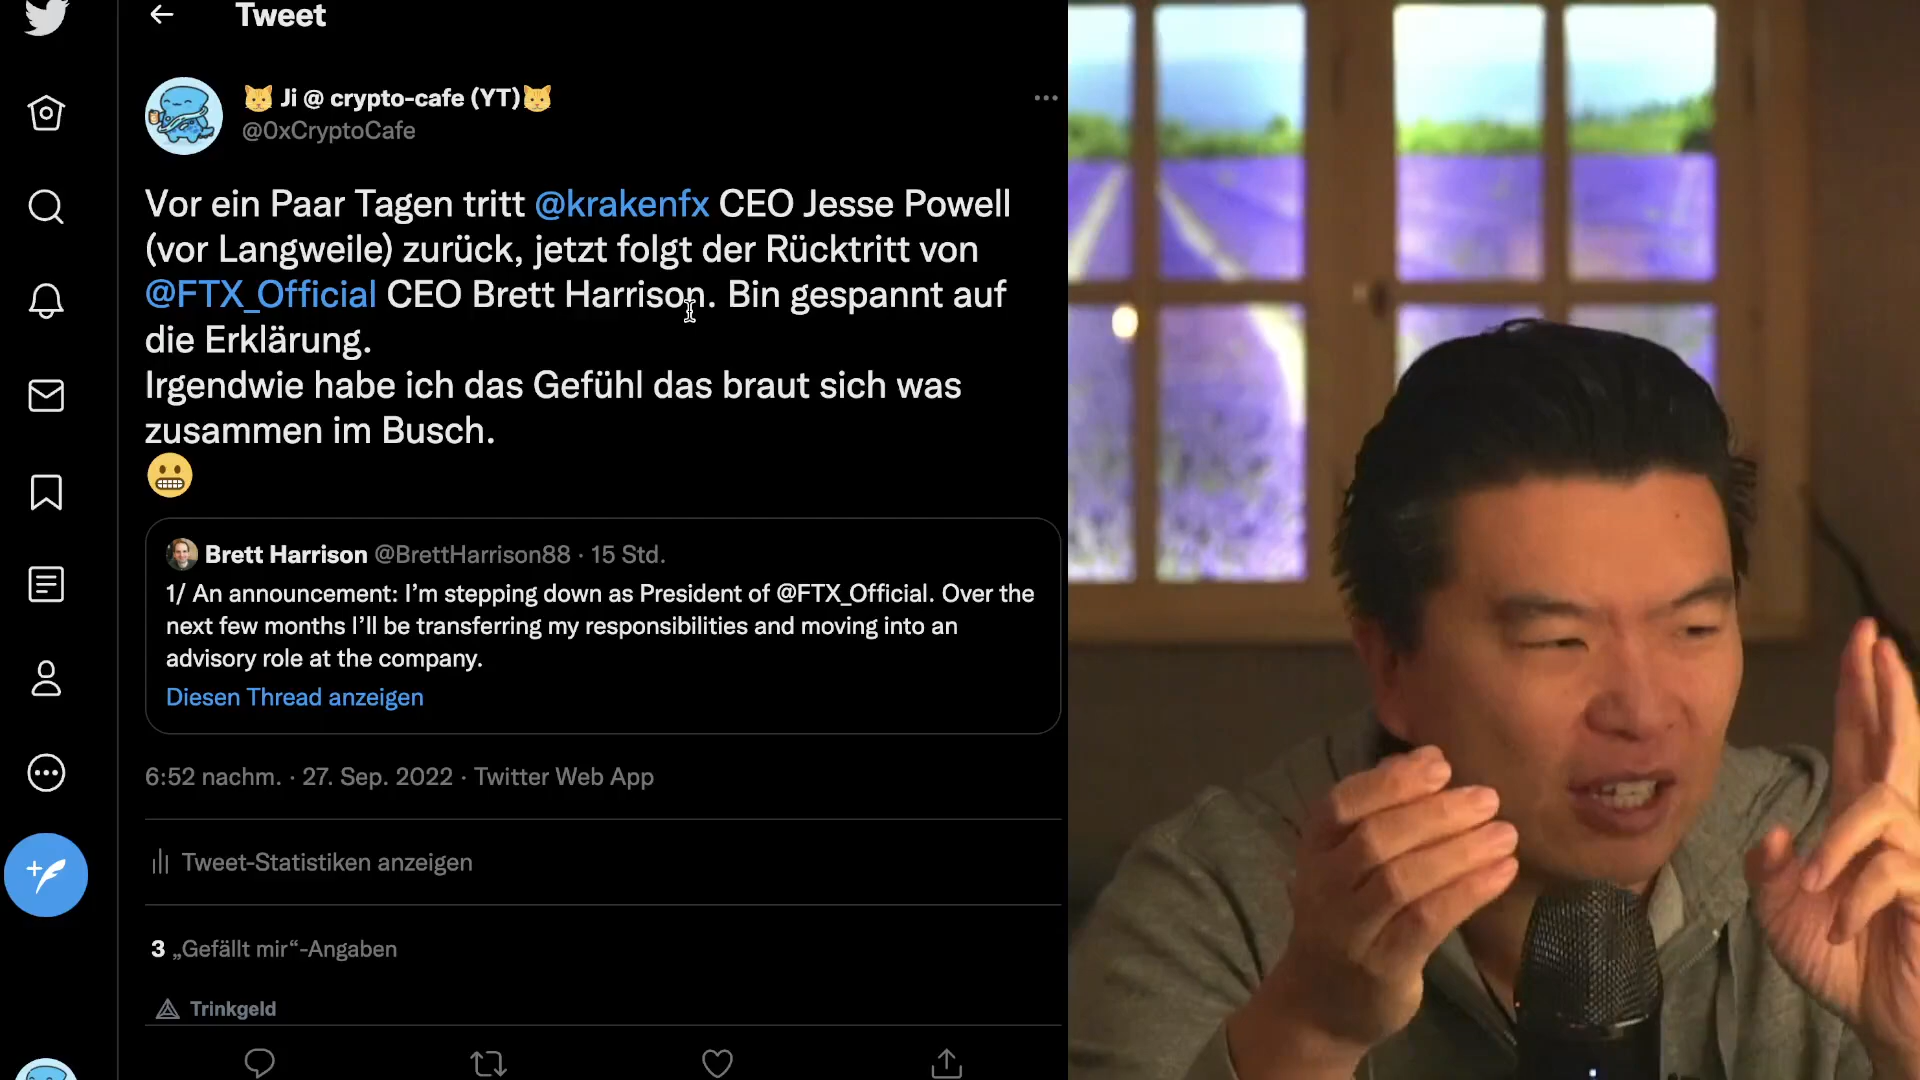 Tweet
🐱 Ji @ crypto-cafe (YT)🐱
@0xCryptoCafe
Vor ein Paar Tagen tritt @krakenfx CEO Jesse Powell
(vor Langweile) zurück, jetzt folgt der Rücktritt von
@FTX_Official CEO Brett Harrison. Bin gespannt auf
die Erklärung.
Irgendwie habe ich das Gefühl das braut sich was
zusammen im Busch.
😬
Brett Harrison @BrettHarrison88 · 15 Std.
1/ An announcement: I’m stepping down as President of @FTX_Official. Over the
next few months I’ll be transferring my responsibilities and moving into an
advisory role at the company.
Diesen Thread anzeigen
6:52 nachm. · 27. Sep. 2022 · Twitter Web App
Tweet-Statistiken anzeigen
3 „Gefällt mir“-Angaben
Trinkgeld